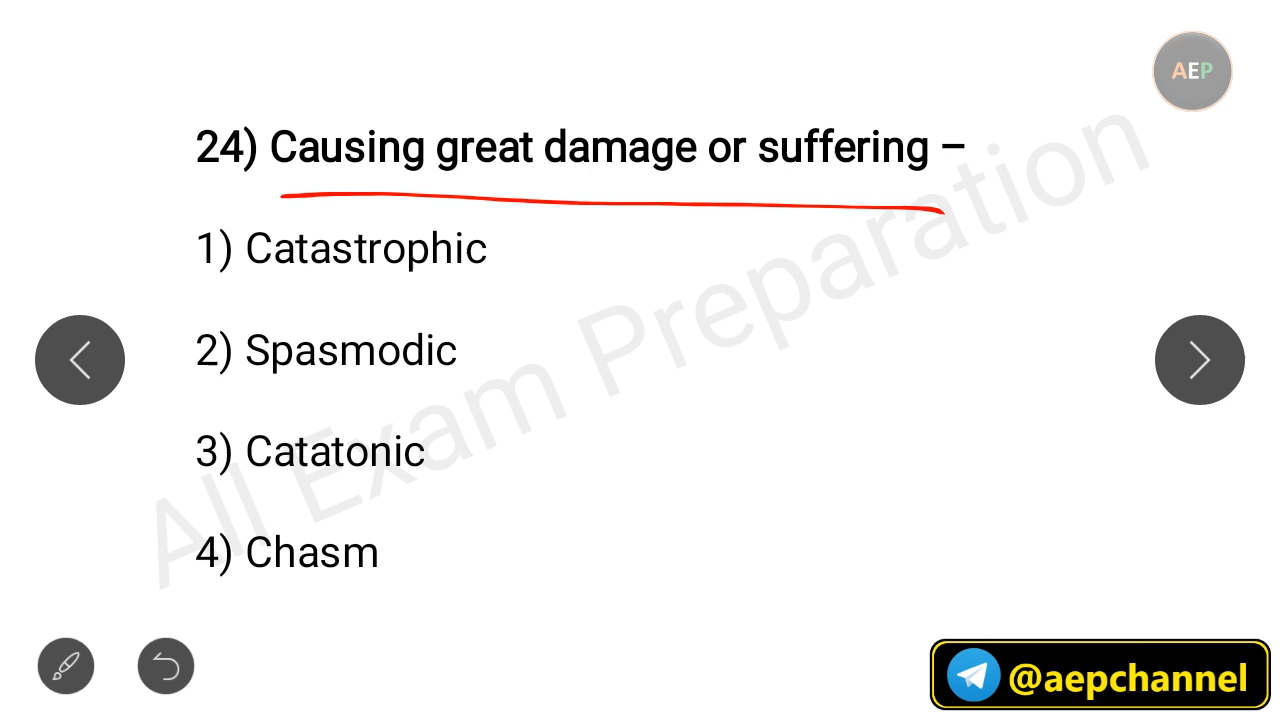 AEP
24) Causing great damage or suffering –
1) Catastrophic
2) Spasmodic
3) Catatonic
4) Chasm
All Exam Preparation
@aepchannel